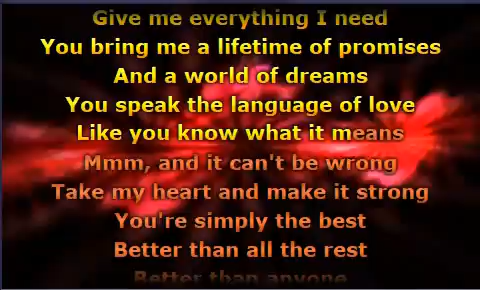 Give me everything I need
You bring me a lifetime of promises
And a world of dreams
You speak the language of love
Like you know what it means
Mmm, and it can't be wrong
Take my heart and make it strong
You're simply the best
Better than all the rest
Better than anyone